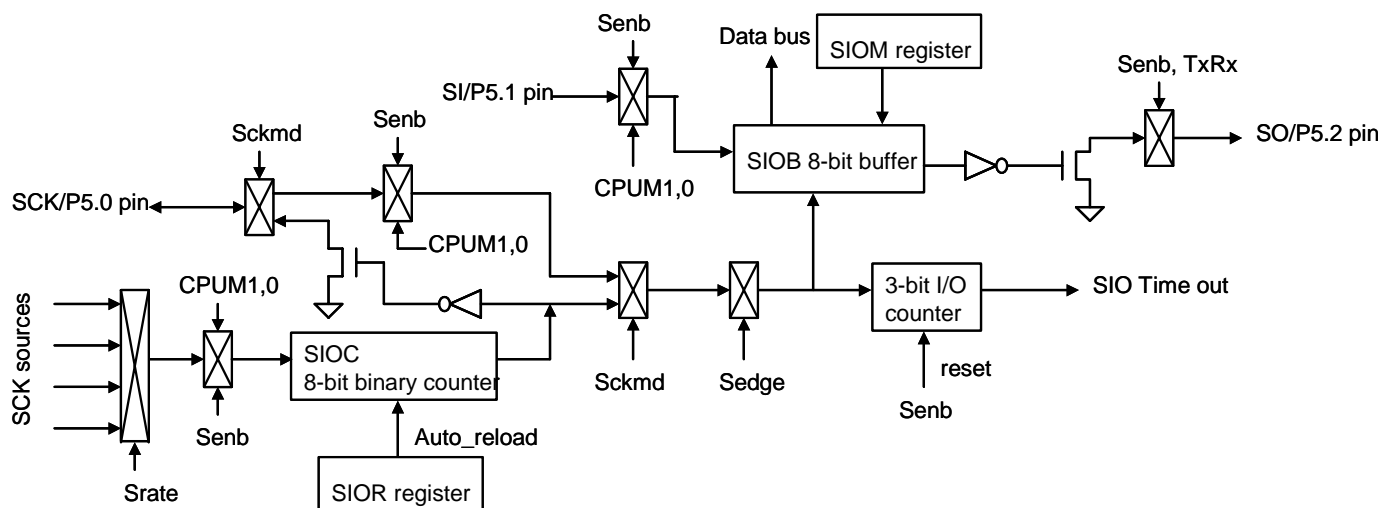 Senb
Data bus
SIOM register
Senb, TxRx
SI/P5.1 pin
Sckmd
Senb
SIOB 8-bit buffer
SO/P5.2 pin
CPUM1,0
SCK/P5.0 pin
CPUM1,0
CPUM1,0
3-bit I/O
counter
SIO Time out
SCK sources
SIOC
8-bit binary counter
Sckmd
Sedge
reset
Senb
Senb
Auto_reload
Srate
SIOR register